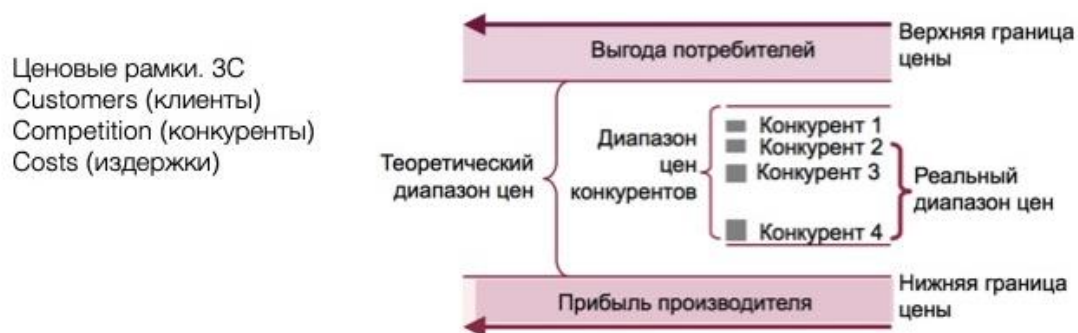 Ценовые рамки. 3С
Customers (клиенты)
Competition (конкуренты)
Costs (издержки)
Выгода потребителей
Верхняя граница
цены
Теоретический
диапазон цен
Диапазон
цен
конкурентов
Конкурент 1
Конкурент 2
Конкурент 3
Конкурент 4
Реальный
диапазон цен
Прибыль производителя
Нижняя граница
цены